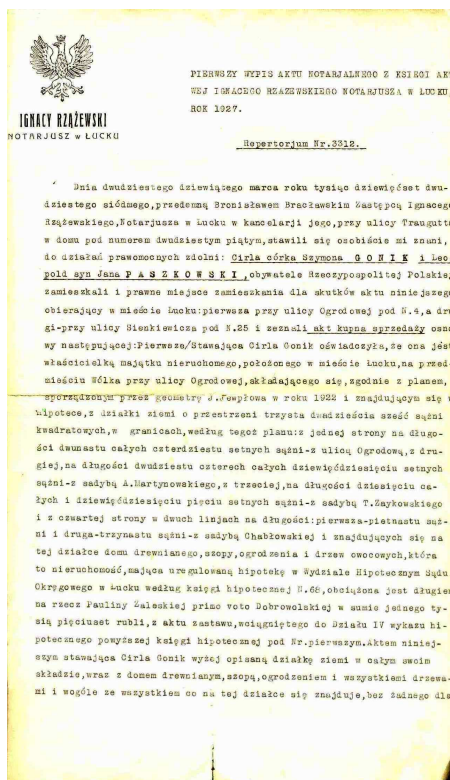 PIERWSZY WYPIS AKTU NOTARJALNEGO Z KSIĘGI AKT
WEJ IGNACEGO RZĄŻEWSKIEGO NOTARJUSZA W ŁUCKU
ROK 1927.
IGNACY RZĄŻEWSKI
NOTARJUSZ w ŁUCKU
Repertorjum Nr.3312.
Dnia dwudziestego dziewiątego marca roku tysiąc dziewięćset dwu-
dziestego siódmego,przedemną Bronisławem Bracławskim Zastępcą Ignacego
Rzążewskiego,Notarjusza w Łucku w kancelarji jego,przy ulicy Traugutta
w domu pod numerem dwudziestym piątym,stawili się osobiście mi znani,
do działań prawomocnych zdolni: Cirla córka Szymona G O N I K i Leo
pold syn Jana P A S Z K O W S K I,obywatele Rzeczypospolitej Polskiej
zamieszkali i prawne miejsce zamieszkania dla skutków aktu niniejszego
obierający w mieście Łucku:pierwsza przy ulicy Ogrodowej pod N.4,a dru
gi-przy ulicy Sienkiewicza pod N.25 i zeznali akt kupna sprzedaży osno
wy następującej:Pierwsze/Stawająca Cirla Gonik oświadczyła,że ona jest
właścicielką majątku nieruchomego,położonego w mieście Łucku,na przed-
mieściu Wólka przy ulicy Ogrodowej,składającego się,zgodnie z planem,
sporządzonym przez geometrę w roku 1922 i znajdującym się w
hipotece,z działki ziemi o przestrzeni trzysta dwadzieścia sześć sążni
kwadratowych,w granicach,według tegoż planu:z jednej strony na długo-
ści dwunastu całych czterdziestu setnych sążni-z ulicą Ogrodową,z dru-
giej,na długości dwudziestu czterech całych dziewięćdziesięciu setnych
sążni-z sadybą A.Martynowskiego,z trzeciej,na długości dziesięciu ca-
łych i dziewięćdziesięciu pięciu setnych sążni-z sadybą T.Zaykowskiego
i z czwartej strony w dwuch linjach na długości:pierwsza-piętnastu sąż-
ni i druga-trzynastu sążni-z sadybą Chabłowskiej i znajdujących się na
tej działce domu drewnianego,szopy,ogrodzenia i drzew owocowych,która
to nieruchomość,mająca uregulowaną hipotekę w Wydziale Hipotecznym Sądu
Okręgowego w Łucku według księgi hipotecznej N.68,obciążona jest długiem
na rzecz Pauliny Zaleskiej primo voto Dobrowolskiej w sumie jednego ty-
sią pięciuset rubli,z aktu zastawu,wciągniętego do Działu IV wykazu hi-
potecznego powyższej księgi hipotecznej pod Nr.pierwszym.Aktem niniej-
szym stawająca Cirla Gonik wyżej opisaną działkę ziemi w całym swoim
składzie,wraz z domem drewnianym,szopą,ogrodzeniem i wszystkiemi drzewa-
mi i wogóle ze wszystkiem co na tej działce się znajduje,bez żadnego dla